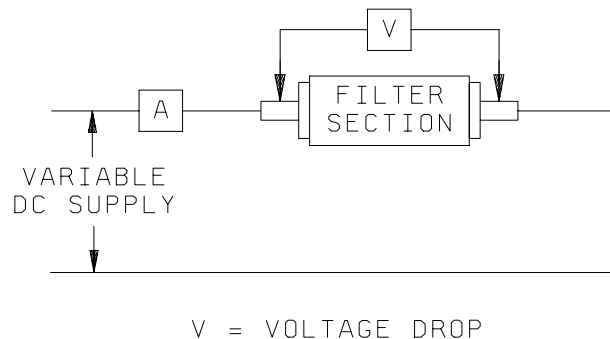 V
A
FILTER
SECTION
VARIABLE
DC SUPPLY
V = VOLTAGE DROP